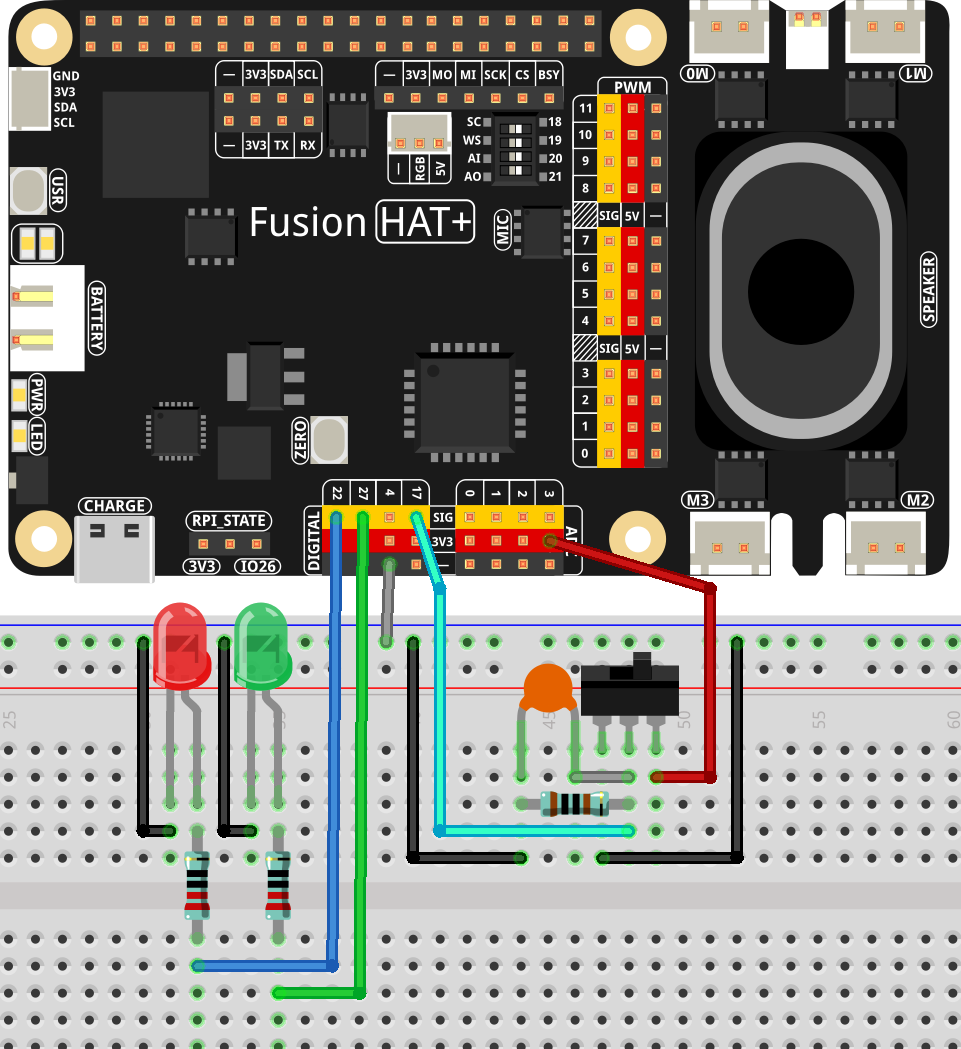 GND
3V3
SDA
SCL
— 3V3 SDA SCL
— 3V3 TX RX
— 3V3 MO MI SCK CS BSY
SC 18
WS 19
AI 20
AO 21
— RGB 5V
PWM
11
10
9
8
SIG 5V —
7
6
5
4
SIG 5V —
3
2
1
0
M0
M1
USR
Fusion HAT+
MIC
BATTERY
SPEAKER
PWR
LED
ZERO
CHARGE
RPI_STATE
3V3 IO26
M3
M2
22 27 4 17
0 1 2 3
DIGITAL
SIG
3V3
—
25
45
50
55
60